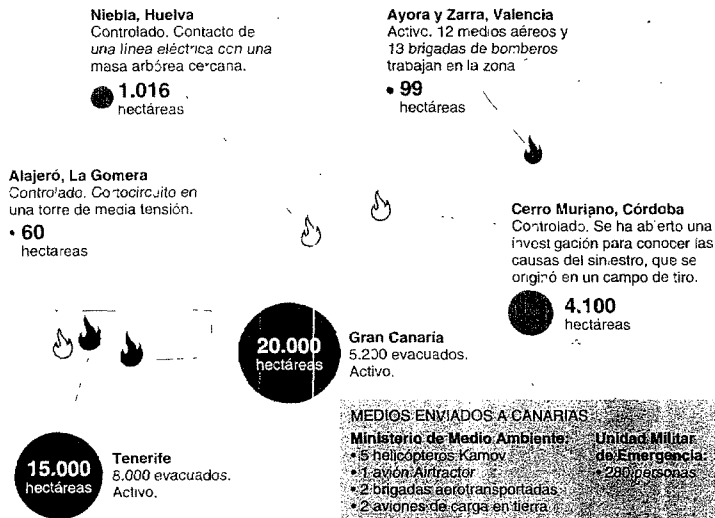 Niebla, Huelva
Controlado. Contacto de
una línea eléctrica con una
masa arbórea cercana.
1.016
hectáreas
Ayora y Zarra, Valencia
Activo. 12 medios aéreos y
13 brigadas de bomberos
trabajan en la zona
99
hectáreas
Alajeró, La Gomera
Controlado. Cortocircuito en
una torre de media tensión.
60
hectareas
Cerro Muriano, Córdoba
Controlado. Se ha abierto una
investigación para conocer las
causas del siniestro, que se
originó en un campo de tiro.
4.100
hectáreas
20.000
hectáreas
Gran Canaria
5.200 evacuados.
Activo.
15.000
hectáreas
Tenerife
8.000 evacuados.
Activo.
MEDIOS ENVIADOS A CANARIAS
Ministerio de Medio Ambiente:
• 5 helicópteros Kamov
• 1 avión Airtractor
• 2 brigadas aerotransportadas
• 2 aviones de carga en tierra
Unidad Militar
de Emergencia:
• 280 personas